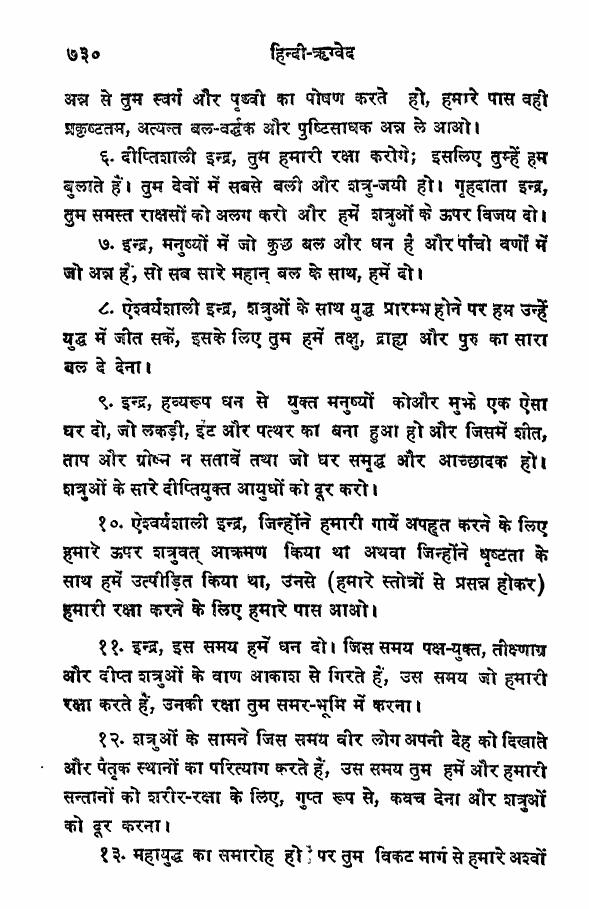 ७३० हिन्दी-ऋग्वेद
अन्न से तुम स्वर्ग और पृथ्वी का पोषण करते हो, हमारे पास वही
प्रकृष्टतम, अत्यन्त बल-वर्द्धक और पुष्टिसाधक अन्न ले आओ।
६. दीप्तिशाली इन्द्र, तुम हमारी रक्षा करोगे; इसलिए तुम्हें हम
बुलाते हैं। तुम देवों में सबसे बली और शत्रु-जयी हो। गृहदाता इन्द्र,
तुम समस्त राक्षसों को अलग करो और हमें शत्रुओं के ऊपर विजय दो।
७. इन्द्र, मनुष्यों में जो कुछ बल और धन है और पाँचो वर्णों में
जो अन्न है, सो सब सारे महान् बल के साथ, हमें दो।
८. ऐश्वर्यशाली इन्द्र, शत्रुओं के साथ युद्ध प्रारम्भ होने पर हम उन्हें
युद्ध में जीत सकें, इसके लिए तुम हमें तक्षु, द्राह्य और पुरु का सारा
बल दे देना।
९. इन्द्र, हव्यरूप धन से युक्त मनुष्यों कोऔर मुझे एक ऐसा
घर दो, जो लकड़ी, इंट और पत्थर का बना हुआ हो और जिसमें शीत,
ताप और ग्रीष्म न सतावें तथा जो घर समृद्ध और आच्छादक हो।
शत्रुओं के सारे दीप्तियुक्त आयुधों को दूर करो।
१०. ऐश्वर्यशाली इन्द्र, जिन्होंने हमारी गायें अपहृत करने के लिए
हमारे ऊपर शत्रुवत् आक्रमण किया था अथवा जिन्होंने धृष्टता के
साथ हमें उत्पीड़ित किया था, उनसे (हमारे स्तोत्रों से प्रसन्न होकर)
हमारी रक्षा करने के लिए हमारे पास आओ।
११. इन्द्र, इस समय हमें धन दो। जिस समय पक्ष-युक्त, तीक्ष्णाग्र
और दीप्त शत्रुओं के वाण आकाश से गिरते हैं, उस समय जो हमारी
रक्षा करते हैं, उनकी रक्षा तुम समर-भूमि में करना।
१२. शत्रुओं के सामने जिस समय वीर लोग अपनी देह को दिखाते
और पैतृक स्थानों का परित्याग करते हैं, उस समय तुम हमें और हमारी
सन्तानों को शरीर-रक्षा के लिए, गुप्त रूप से, कवच देना और शत्रुओं
को दूर करना।
१३. महायुद्ध का समारोह हो पर तुम विकट मार्ग से हमारे अश्वों